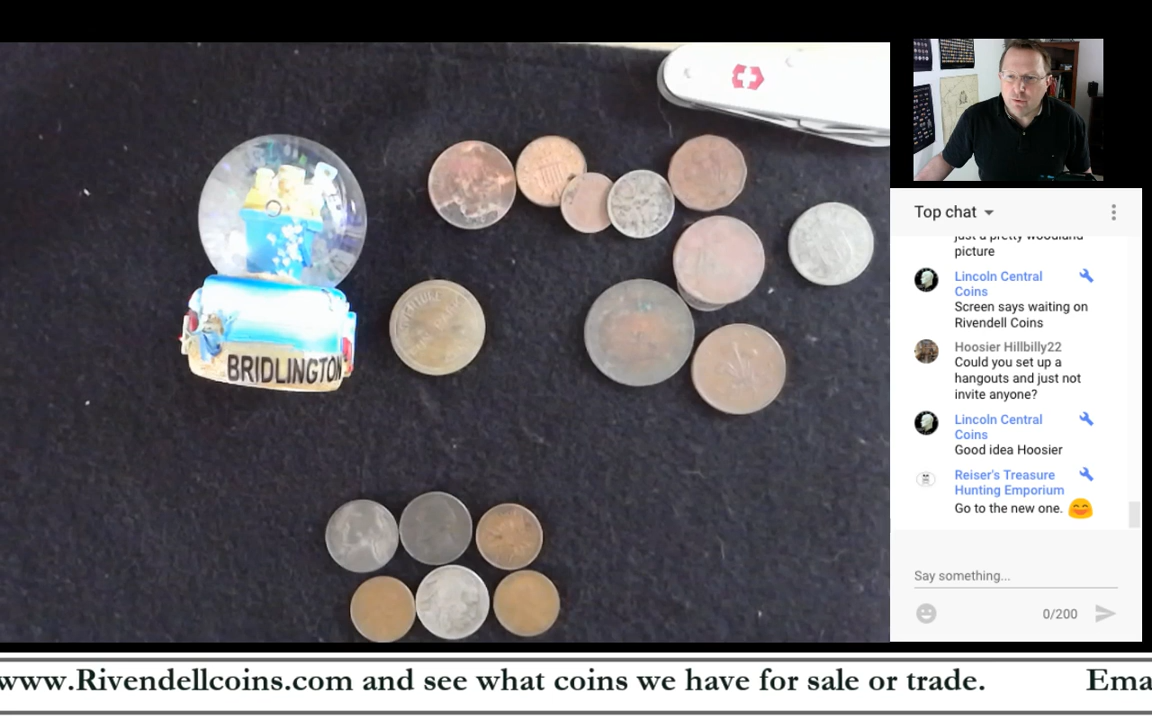 BRIDLINGTON
Top chat
just a pretty woodland
picture
Lincoln Central
Coins
Screen says waiting on
Rivendell Coins
Hoosier Hillbilly22
Could you set up a
hangouts and just not
invite anyone?
Lincoln Central
Coins
Good idea Hoosier
Reiser's Treasure
Hunting Emporium
Go to the new one.
Say something...
0/200
www.Rivendellcoins.com and see what coins we have for sale or trade. Ema